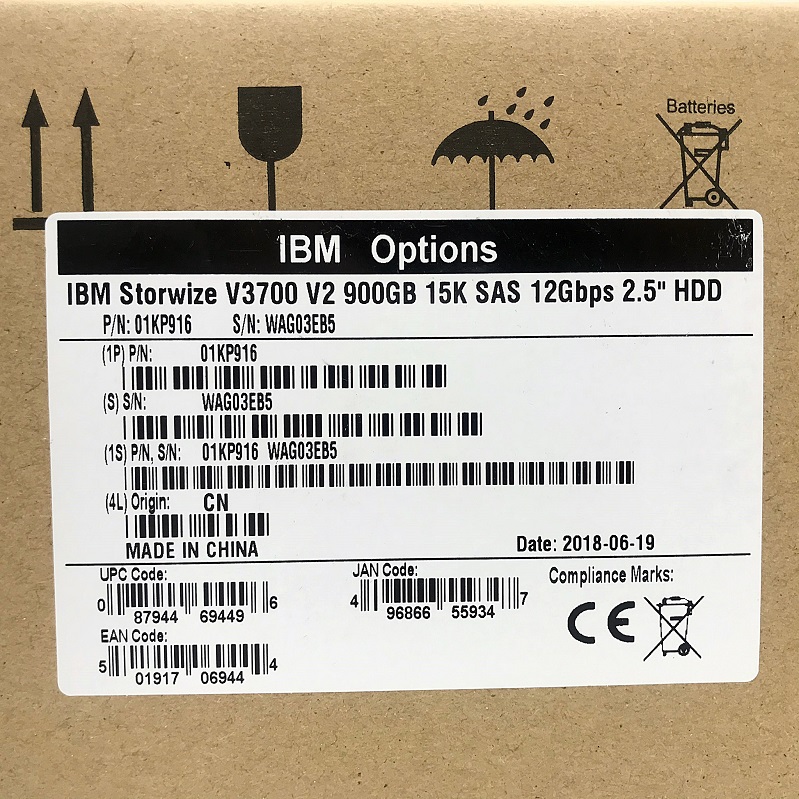 Batteries
IBM Options
IBM Storwize V3700 V2 900GB 15K SAS 12Gbps 2.5" HDD
P/N: 01KP916 S/N: WAG03EB5
(1P) P/N: 01KP916
(S) S/N: WAG03EB5
(1S) P/N, S/N: 01KP916 WAG03EB5
(4L) Origin: CN
MADE IN CHINA Date: 2018-06-19
UPC Code: JAN Code: Compliance Marks:
0 87944 69449 6 4 96866 55934 7
CE
EAN Code:
5 01917 06944 4